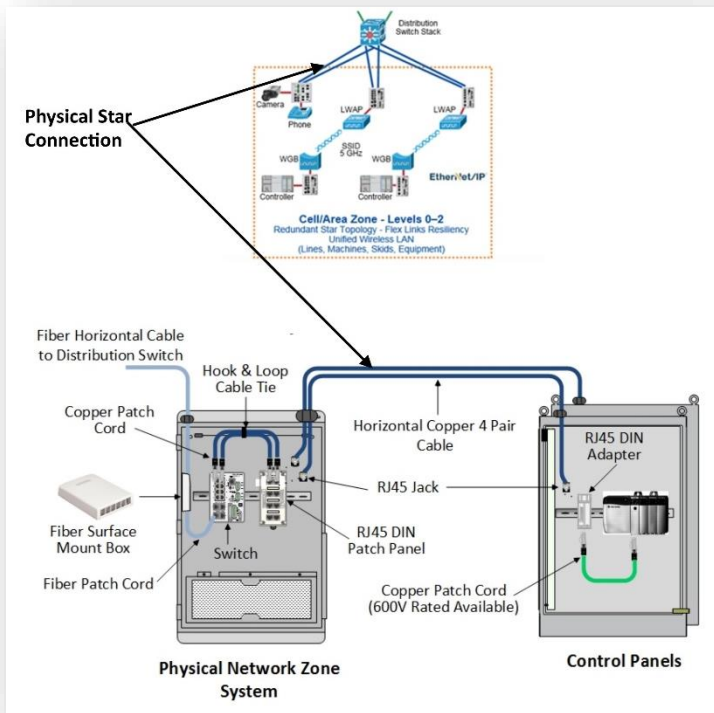 Distribution
Switch Stack
Physical Star
Connection
Camera
Phone
LWAP
LWAP
SSID
5 GHz
WGB
WGB
Controller
Controller
EtherNet/IP
Cell/Area Zone - Levels 0–2
Redundant Star Topology - Flex Links Resiliency
Unified Wireless LAN
(Lines, Machines, Skids, Equipment)
Fiber Horizontal Cable
to Distribution Switch
Hook & Loop
Cable Tie
Copper Patch
Cord
Horizontal Copper 4 Pair
Cable
RJ45 DIN
Adapter
RJ45 Jack
Fiber Surface
Mount Box
Switch
RJ45 DIN
Patch Panel
Fiber Patch Cord
Copper Patch Cord
(600V Rated Available)
Physical Network Zone
System
Control Panels